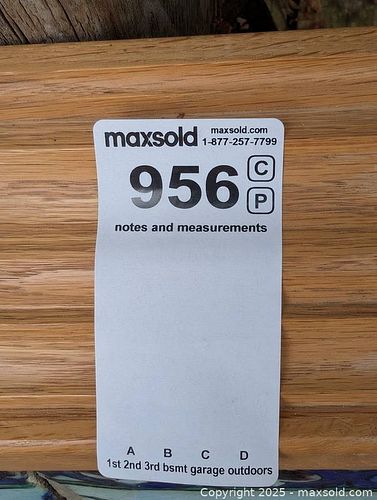 maxsold maxsold.com
1-877-257-7799
956 C
P
notes and measurements
A B C D
1st 2nd 3rd bsmt garage outdoors
Copyright 2025 - maxsold.com